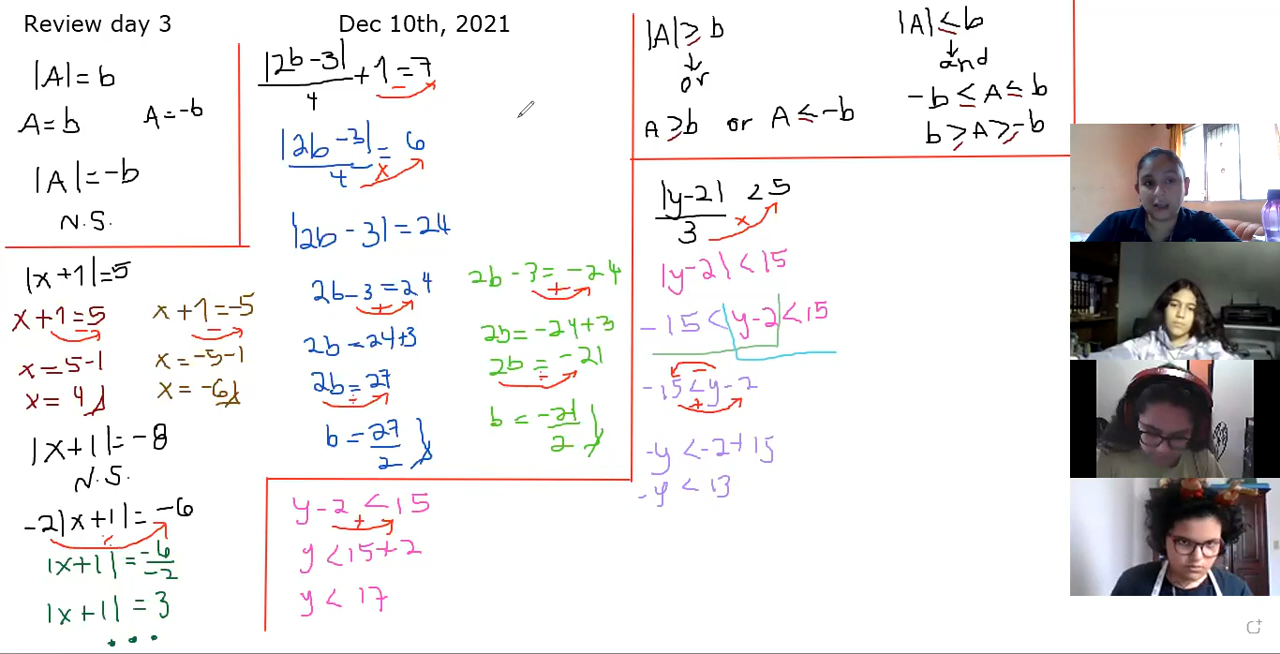 Review day 3
Dec 10th, 2021
|A| = b
A = b    A = -b
|A| = -b
N.S.
|x+1| = 5
x+1 = 5    x+1 = -5
x = 5-1    x = -5-1
x = 4    x = -6
|x+1| = -8
N.S.
-2|x+1| = -6
|x+1| = -6/-2
|x+1| = 3
...
|2b-3|/4 + 1 = 7
-
|2b-3|/4 = 6
x
|2b-3| = 24
2b-3 = 24    2b-3 = -24
+    +
2b = 24+3    2b = -24+3
2b = 27    2b = -21
÷    ÷
b = 27/2    b = -21/2
y-2 < 15
+
y < 15+2
y < 17
|A| ≥ b
↓
or
A ≥ b or A ≤ -b
|A| ≤ b
↓
and
-b ≤ A ≤ b
b ≥ A ≥ -b
|y-2|/3 < 5
x
|y-2| < 15
-15 < y-2 < 15
-
-15 < y-2
+
-y < -2+15
-y < 13